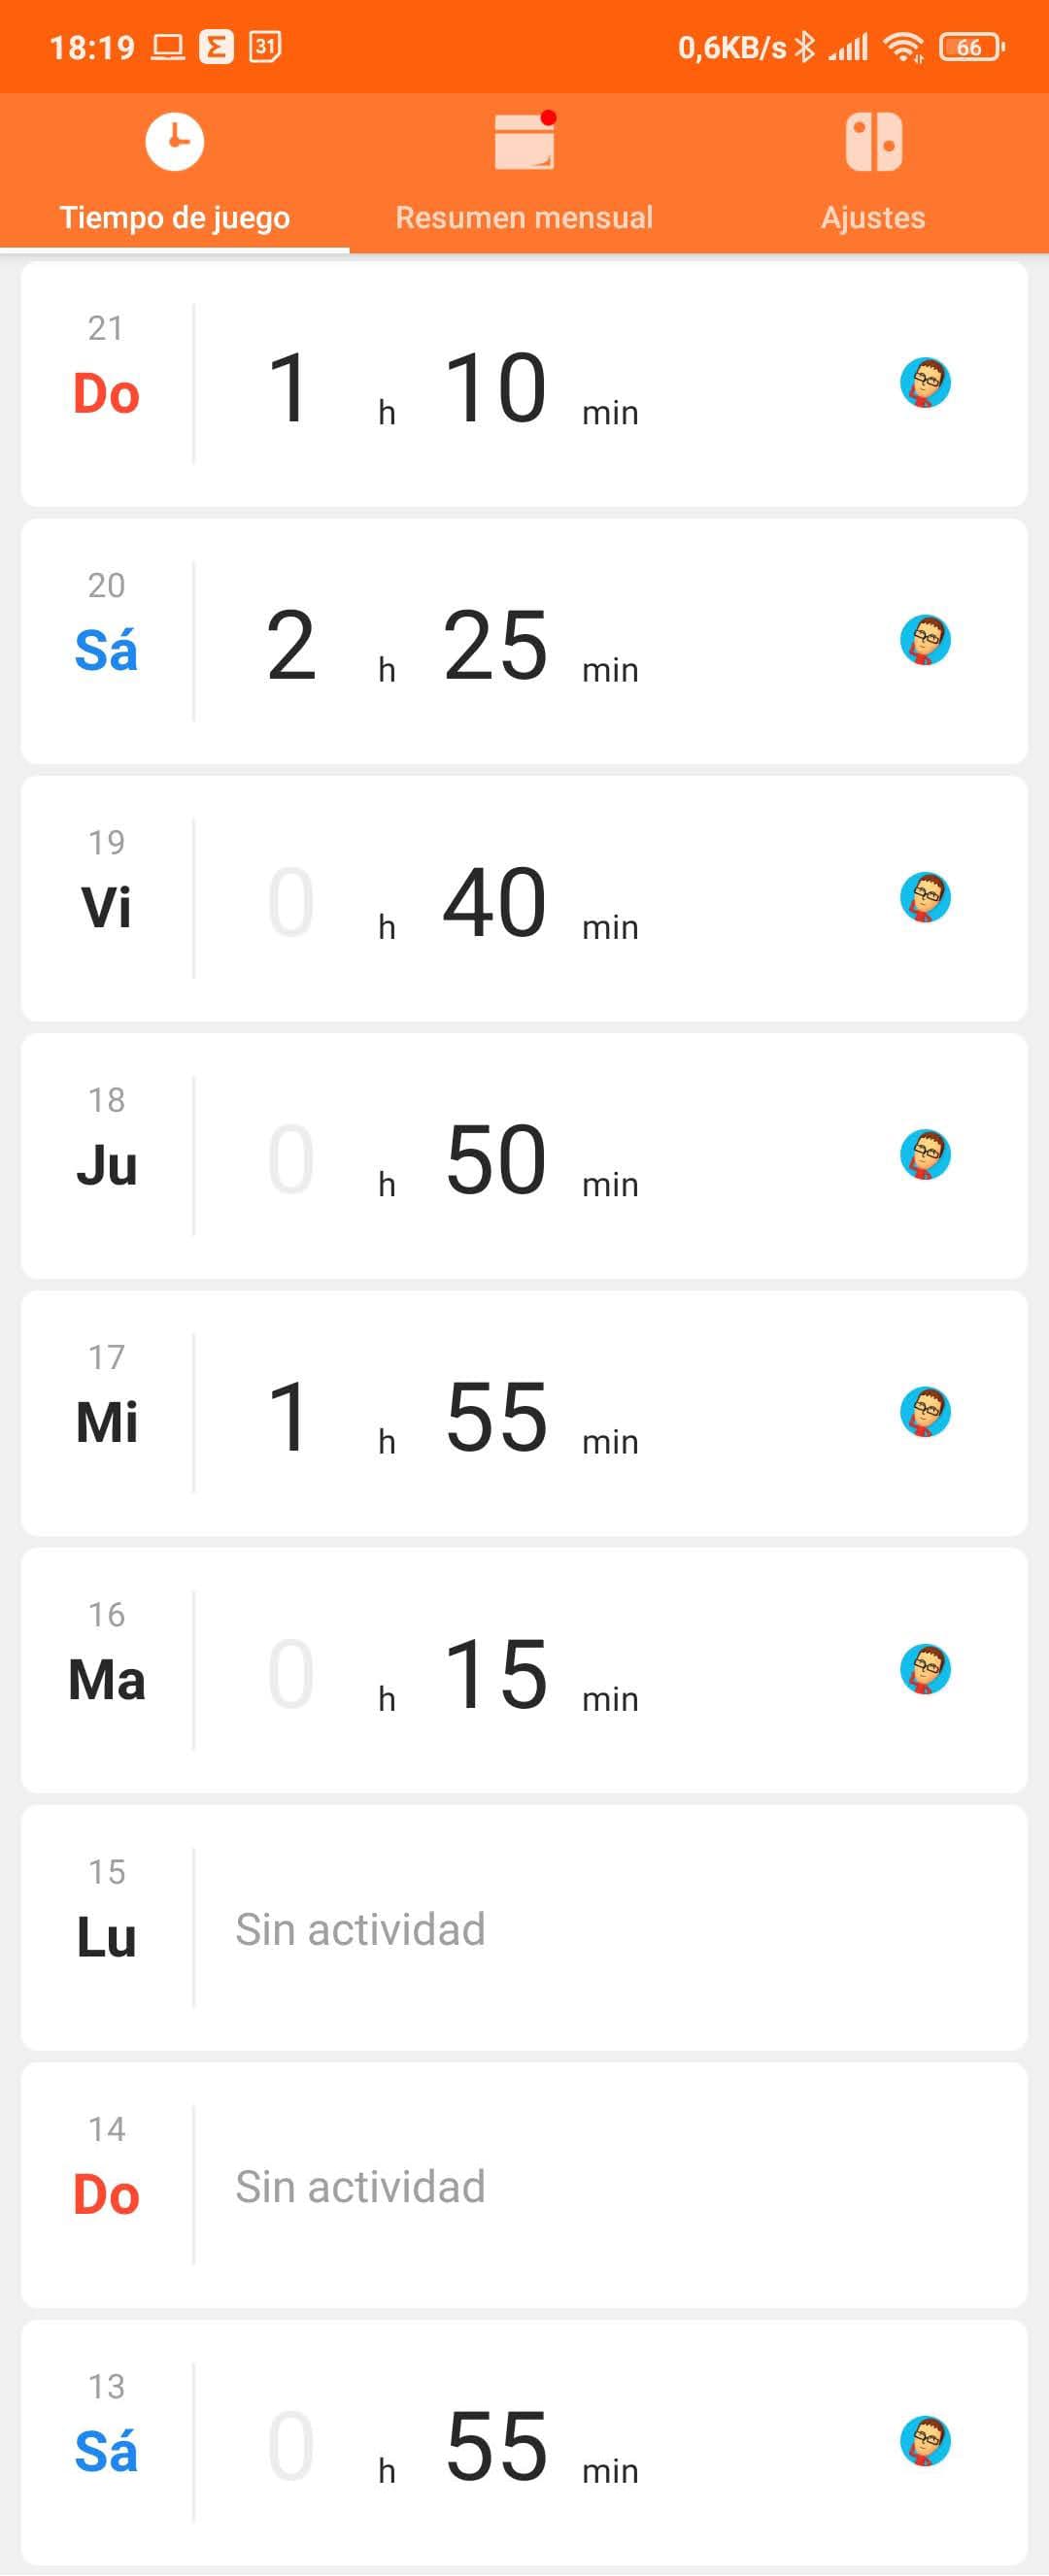 18:19 Σ 31 0,6KB/s 66
Tiempo de juego Resumen mensual Ajustes
21
Do 1 h 10 min
20
Sá 2 h 25 min
19
Vi 0 h 40 min
18
Ju 0 h 50 min
17
Mi 1 h 55 min
16
Ma 0 h 15 min
15
Lu Sin actividad
14
Do Sin actividad
13
Sá 0 h 55 min